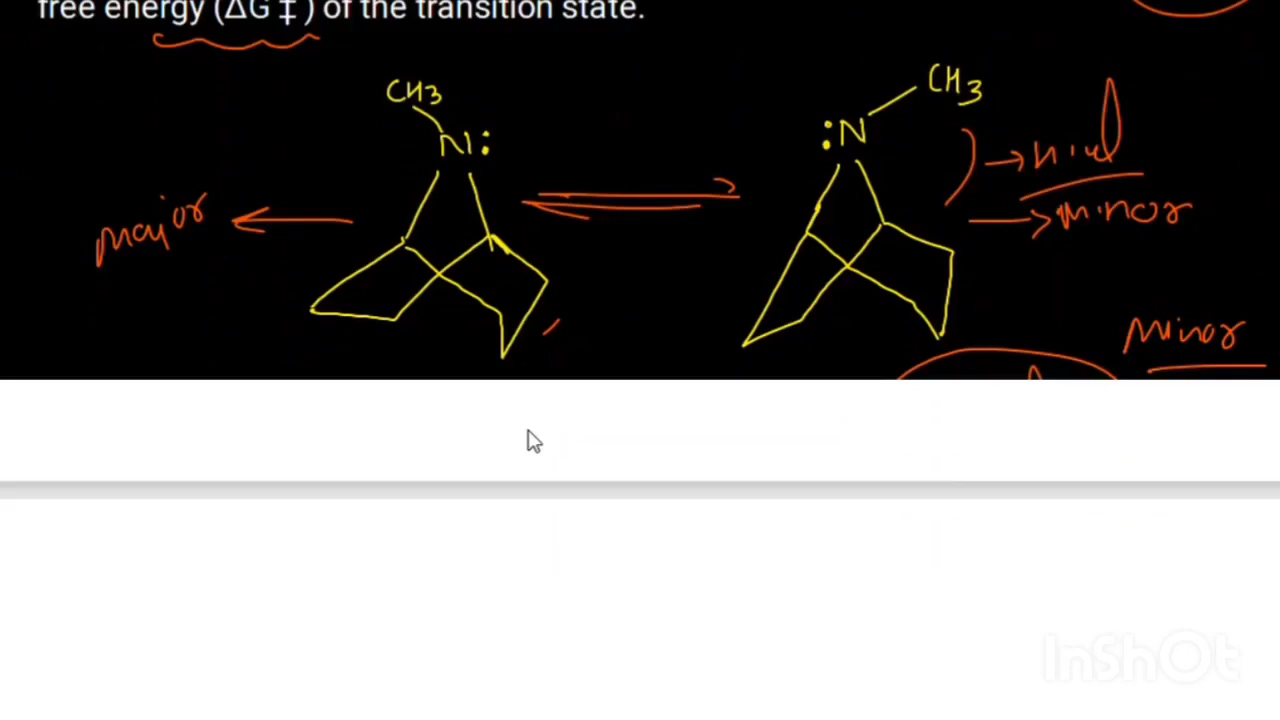 free energy (ΔG ‡ ) of the transition state.
CH3
N:
CH3
:N
major
minor
Minor
InShOt